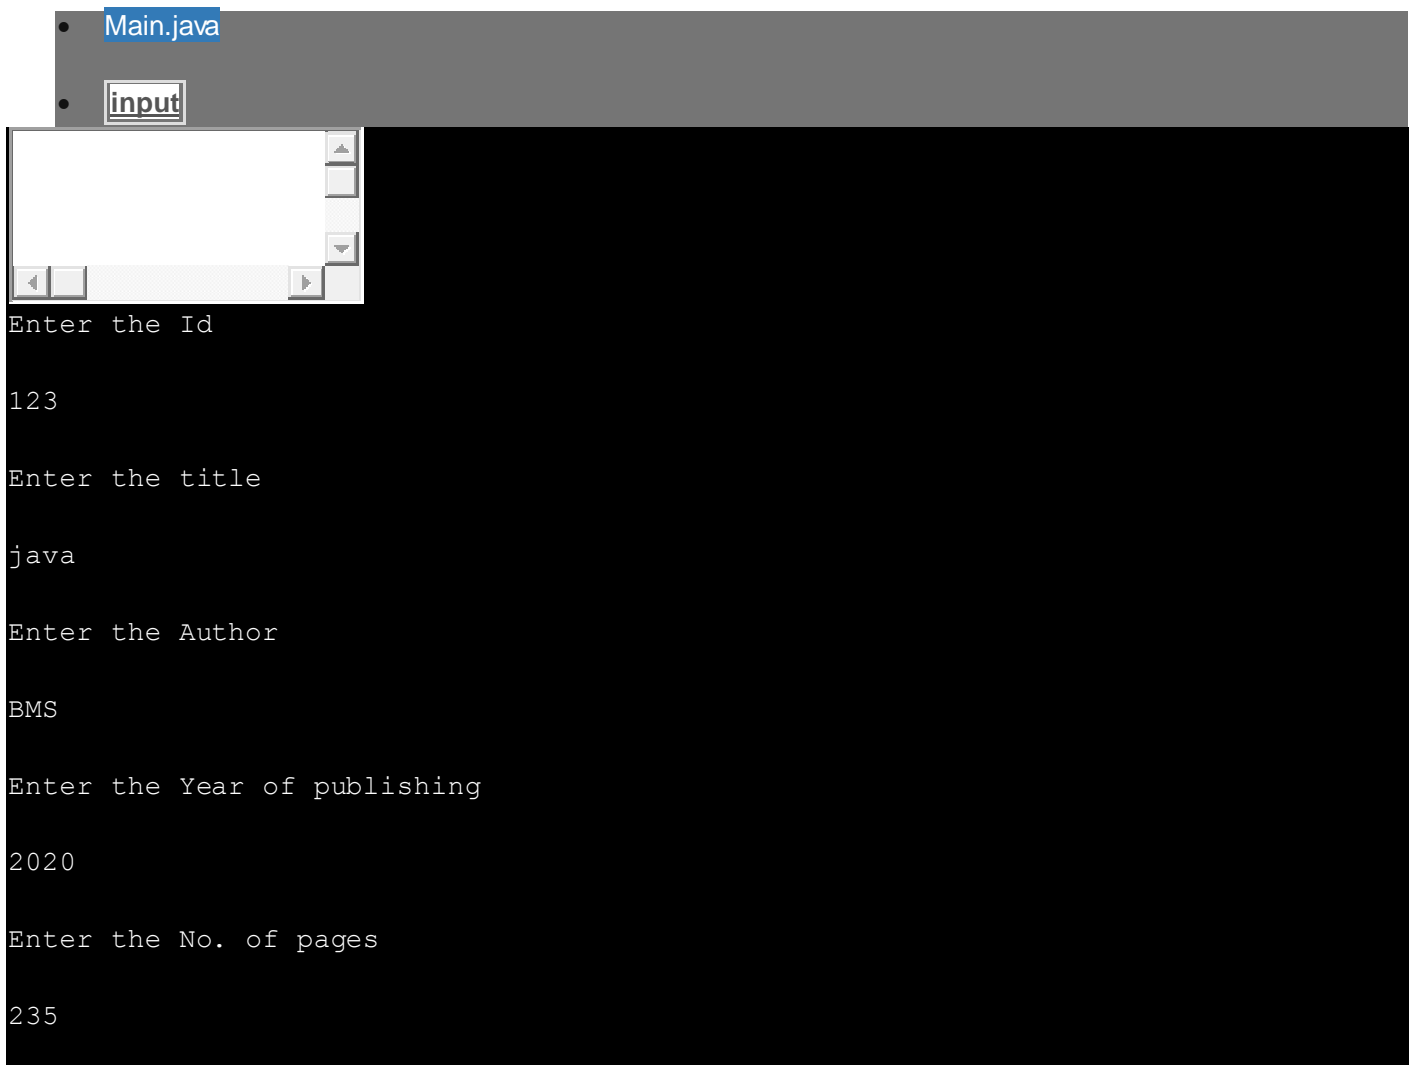 Main.java
input
Enter the Id
123
Enter the title
java
Enter the Author
BMS
Enter the Year of publishing
2020
Enter the No. of pages
235